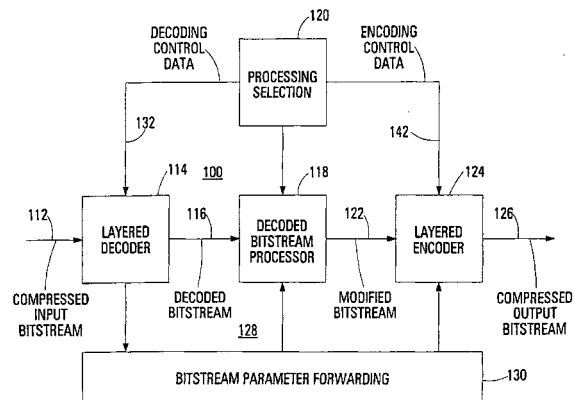 120
DECODING
CONTROL
DATA
ENCODING
CONTROL
DATA
PROCESSING
SELECTION
132
142
100
114
118
124
112
LAYERED
DECODER
116
DECODED
BITSTREAM
PROCESSOR
122
LAYERED
ENCODER
126
COMPRESSED
INPUT
BITSTREAM
DECODED
BITSTREAM
MODIFIED
BITSTREAM
COMPRESSED
OUTPUT
BITSTREAM
128
BITSTREAM PARAMETER FORWARDING
130